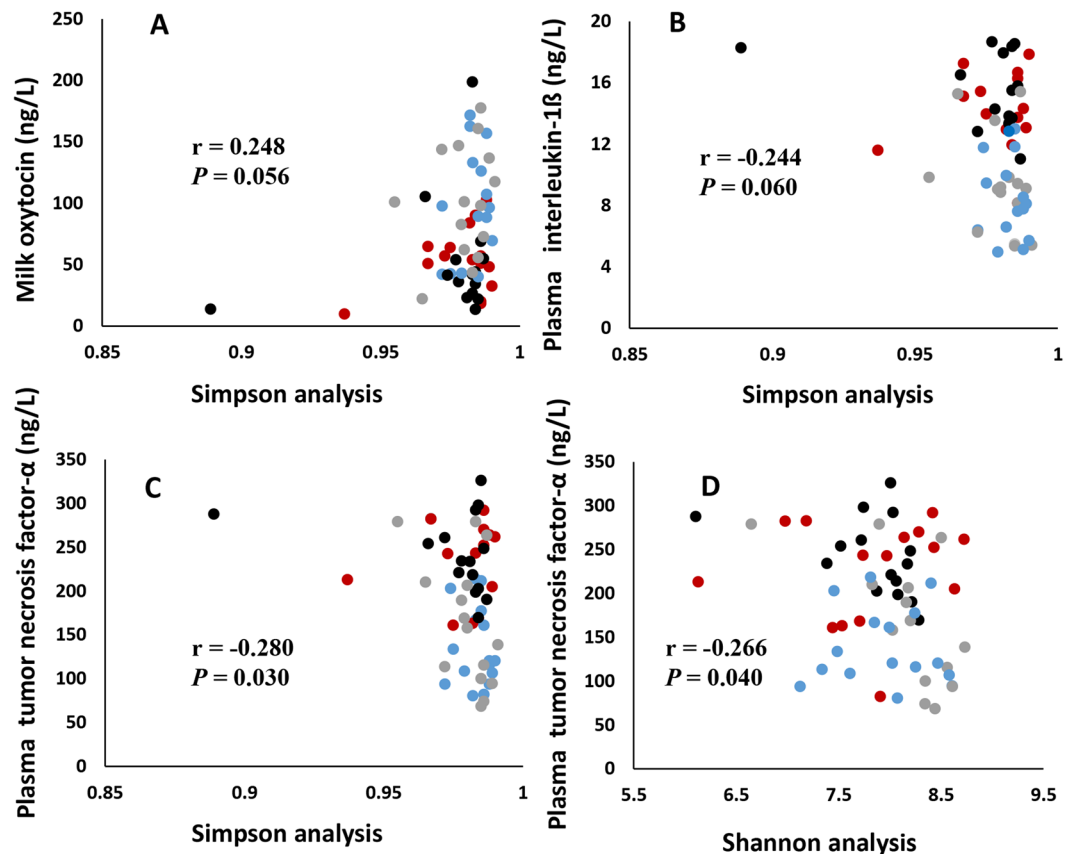 A
Milk oxytocin (ng/L)
250
200
150
100
50
0
r = 0.248
P = 0.056
0.85
0.9
0.95
1
Simpson analysis
B
Plasma interleukin-1ß (ng/L)
20
16
12
8
4
0
r = -0.244
P = 0.060
0.85
0.9
0.95
1
Simpson analysis
C
Plasma tumor necrosis factor-α (ng/L)
350
300
250
200
150
100
50
0
r = -0.280
P = 0.030
0.85
0.9
0.95
1
Simpson analysis
D
Plasma tumor necrosis factor-α (ng/L)
350
300
250
200
150
100
50
0
r = -0.266
P = 0.040
5.5
6.5
7.5
8.5
9.5
Shannon analysis